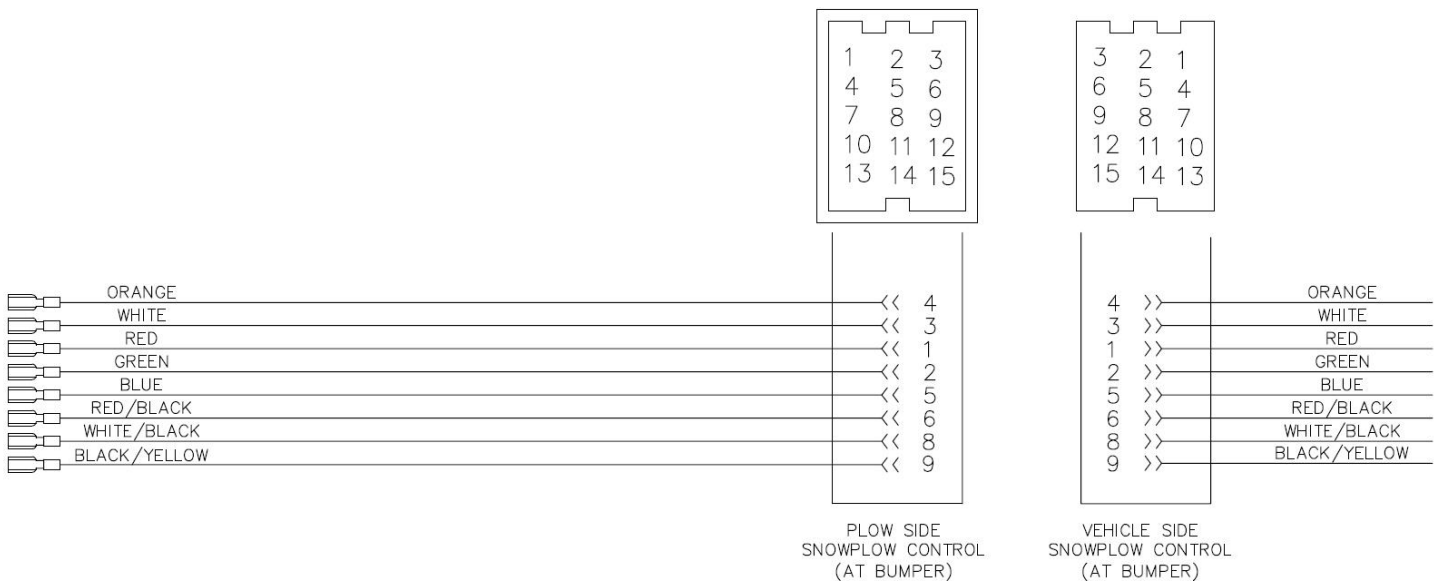 1 2 3
4 5 6
7 8 9
10 11 12
13 14 15
3 2 1
6 5 4
9 8 7
12 11 10
15 14 13
ORANGE 4
WHITE 3
RED 1
GREEN 2
BLUE 5
RED/BLACK 6
WHITE/BLACK 8
BLACK/YELLOW 9
4 ORANGE
3 WHITE
1 RED
2 GREEN
5 BLUE
6 RED/BLACK
8 WHITE/BLACK
9 BLACK/YELLOW
PLOW SIDE
SNOWPLOW CONTROL
(AT BUMPER)
VEHICLE SIDE
SNOWPLOW CONTROL
(AT BUMPER)